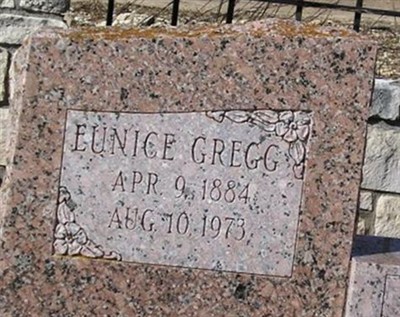 EUNICE GREGG
APR. 9, 1884
AUG. 10, 1973